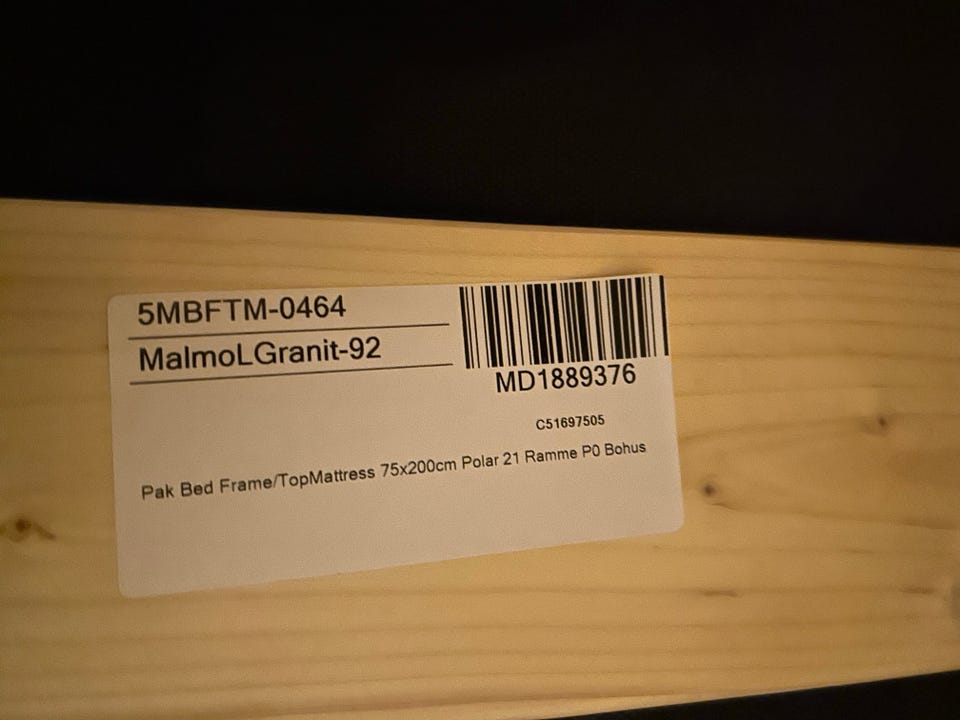 5MBFTM-0464
MalmoLGranit-92
MD1889376
C51697505
Pak Bed Frame/TopMattress 75x200cm Polar 21 Ramme P0 Bohus